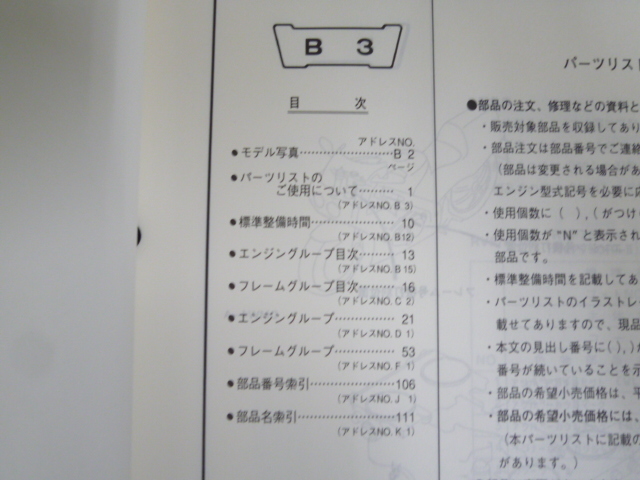 B 3
目 次
アドレスNO.
●モデル写真……………………B 2
ページ
●パーツリストの
ご使用について……… 1
(アドレスNO. B 3)
●標準整備時間…………………10
(アドレスNO. B12)
●エンジングループ目次………13
(アドレスNO. B 15)
●フレームグループ目次………16
(アドレスNO. C 2)
●エンジングループ……………21
(アドレスNO. D 1)
●フレームグループ……………53
(アドレスNO. F 1)
●部品番号索引…………………106
(アドレスNO. J 1)
●部品名索引……………………111
(アドレスNO. K 1)
パーツリスト
●部品の注文、修理などの資料と
・販売対象部品を収録してあり
・部品注文は部品番号でご連絡
(部品は変更される場合があ
エンジン型式記号を必要に応
・使用個数に ( ),(がつけ
・使用個数が "N" と表示され
部品です。
・標準整備時間を記載してあ
・パーツリストのイラストレ
載せてありますので、現品
・本文の見出し番号に( ),)が
番号が続いていることを示
・部品の希望小売価格は、
・部品の希望小売価格には、
(本パーツリストに記載の
があります。)